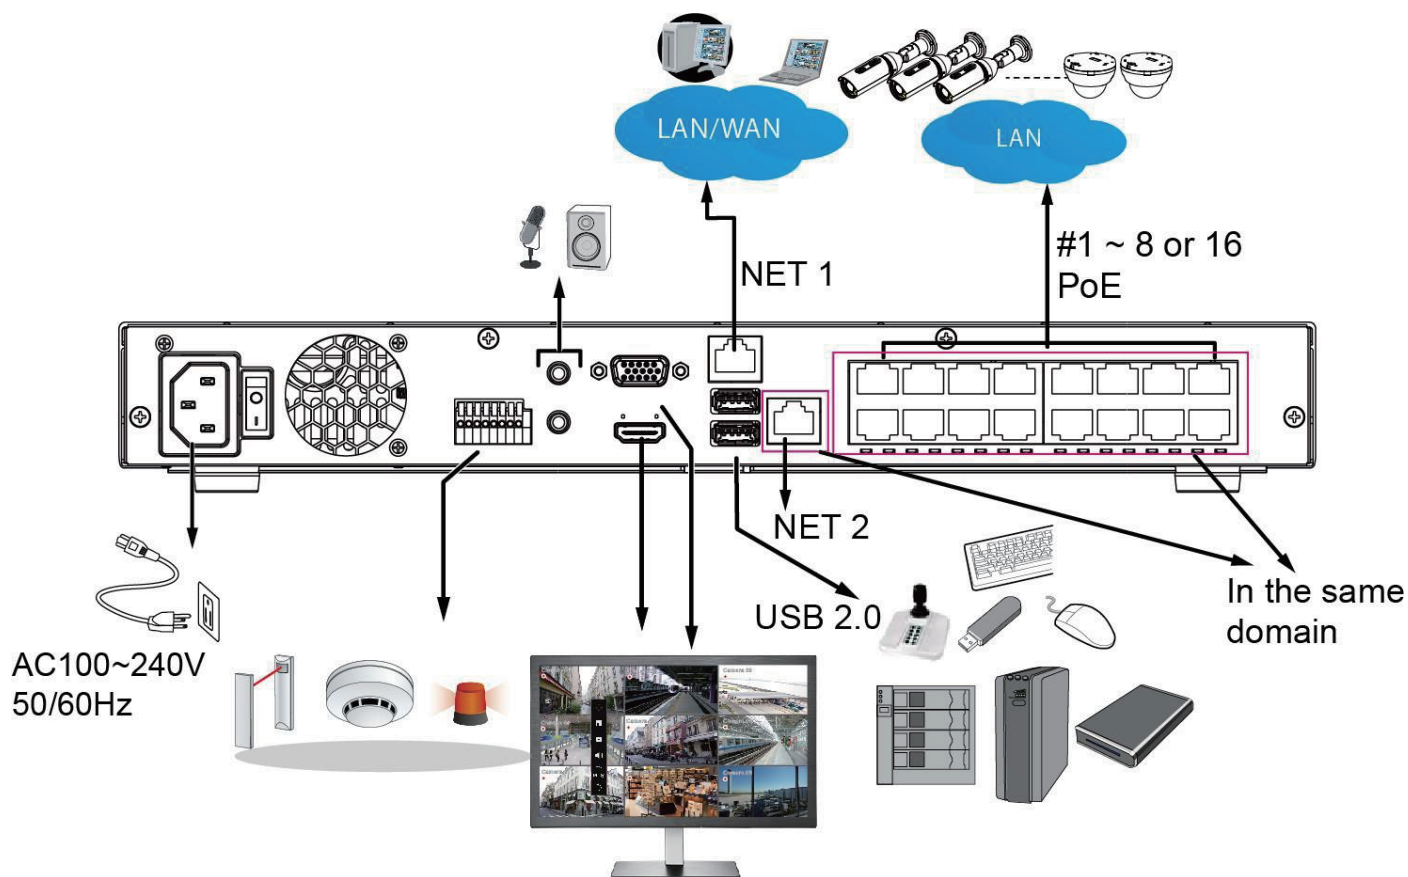 LAN/WAN
LAN
#1 ~ 8 or 16
PoE
NET 1
NET 2
USB 2.0
In the same
domain
AC100~240V
50/60Hz